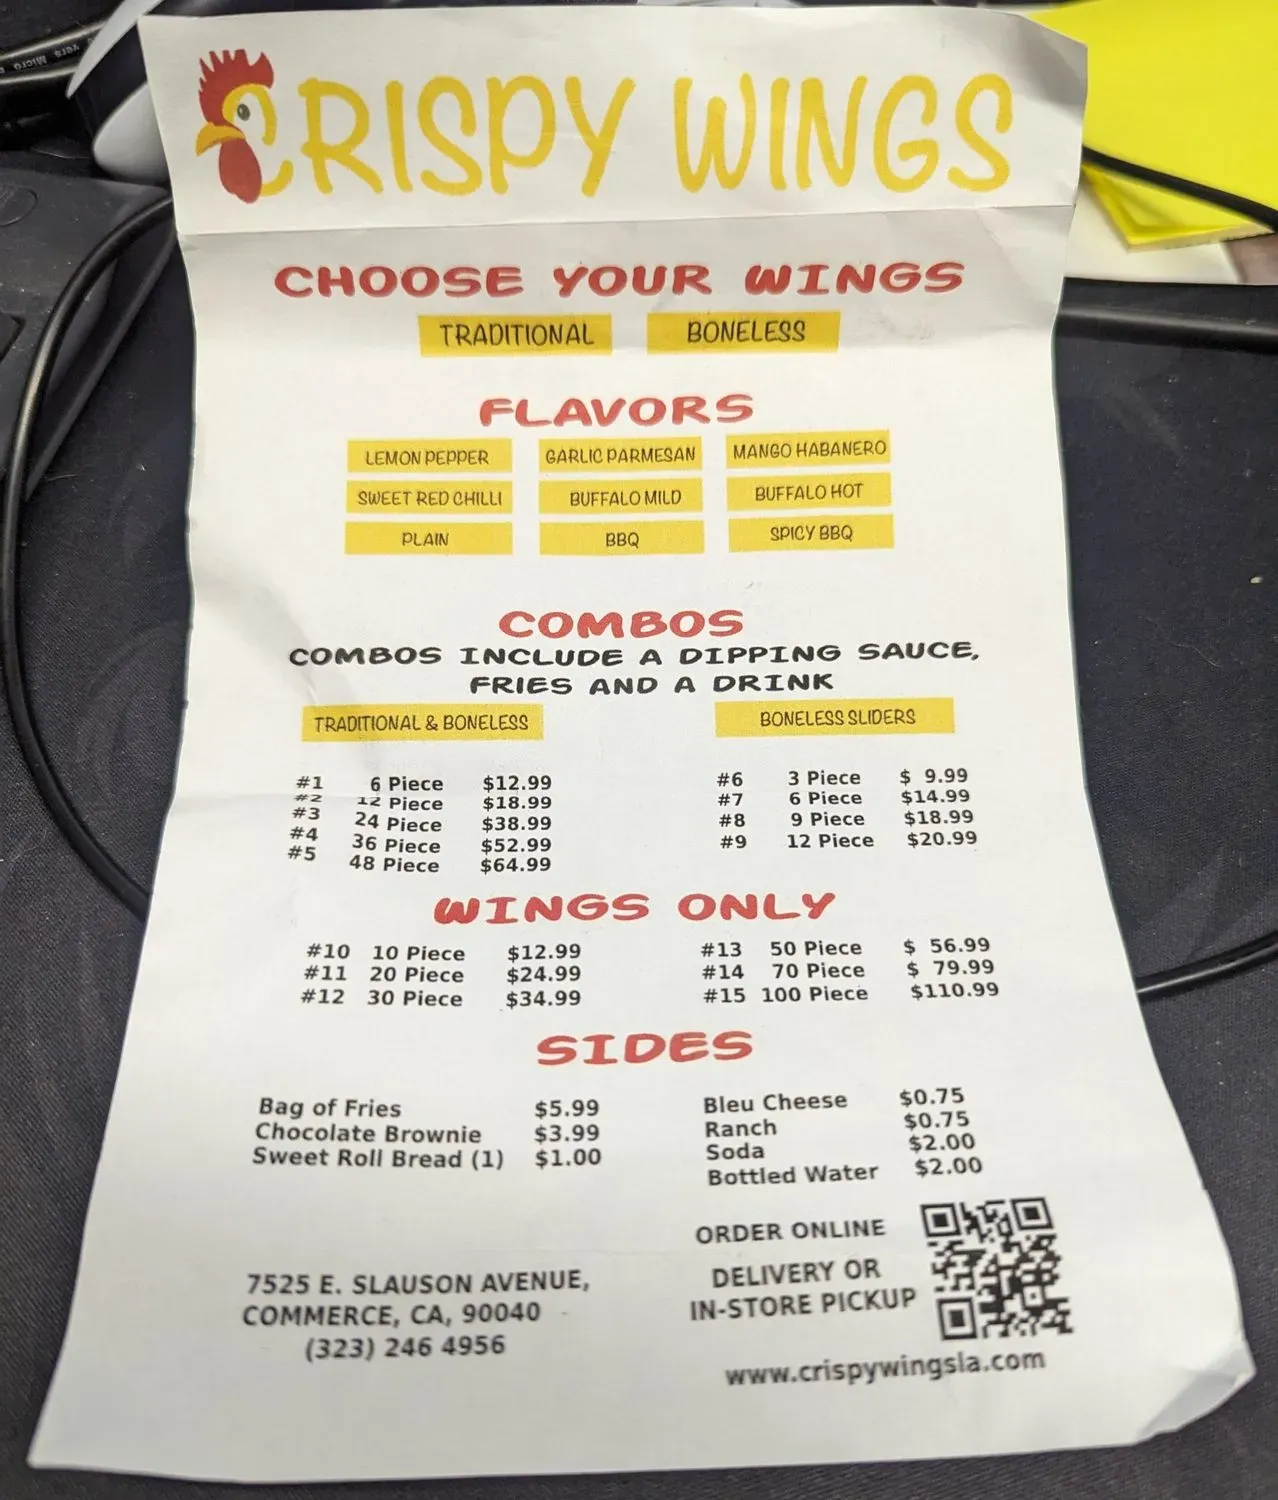 CRISPY WINGS
CHOOSE YOUR WINGS
TRADITIONAL BONELESS
FLAVORS
LEMON PEPPER GARLIC PARMESAN MANGO HABANERO
SWEET RED CHILLI BUFFALO MILD BUFFALO HOT
PLAIN BBQ SPICY BBQ
COMBOS
COMBOS INCLUDE A DIPPING SAUCE,
FRIES AND A DRINK
TRADITIONAL & BONELESS
#1 6 Piece $12.99
#2 12 Piece $18.99
#3 24 Piece $38.99
#4 36 Piece $52.99
#5 48 Piece $64.99
BONELESS SLIDERS
#6 3 Piece $ 9.99
#7 6 Piece $14.99
#8 9 Piece $18.99
#9 12 Piece $20.99
WINGS ONLY
#10 10 Piece $12.99
#11 20 Piece $24.99
#12 30 Piece $34.99
#13 50 Piece $ 56.99
#14 70 Piece $ 79.99
#15 100 Piece $110.99
SIDES
Bag of Fries $5.99
Chocolate Brownie $3.99
Sweet Roll Bread (1) $1.00
Bleu Cheese $0.75
Ranch $0.75
Soda $2.00
Bottled Water $2.00
7525 E. SLAUSON AVENUE,
COMMERCE, CA, 90040
(323) 246 4956
ORDER ONLINE
DELIVERY OR
IN-STORE PICKUP
www.crispywingsla.com